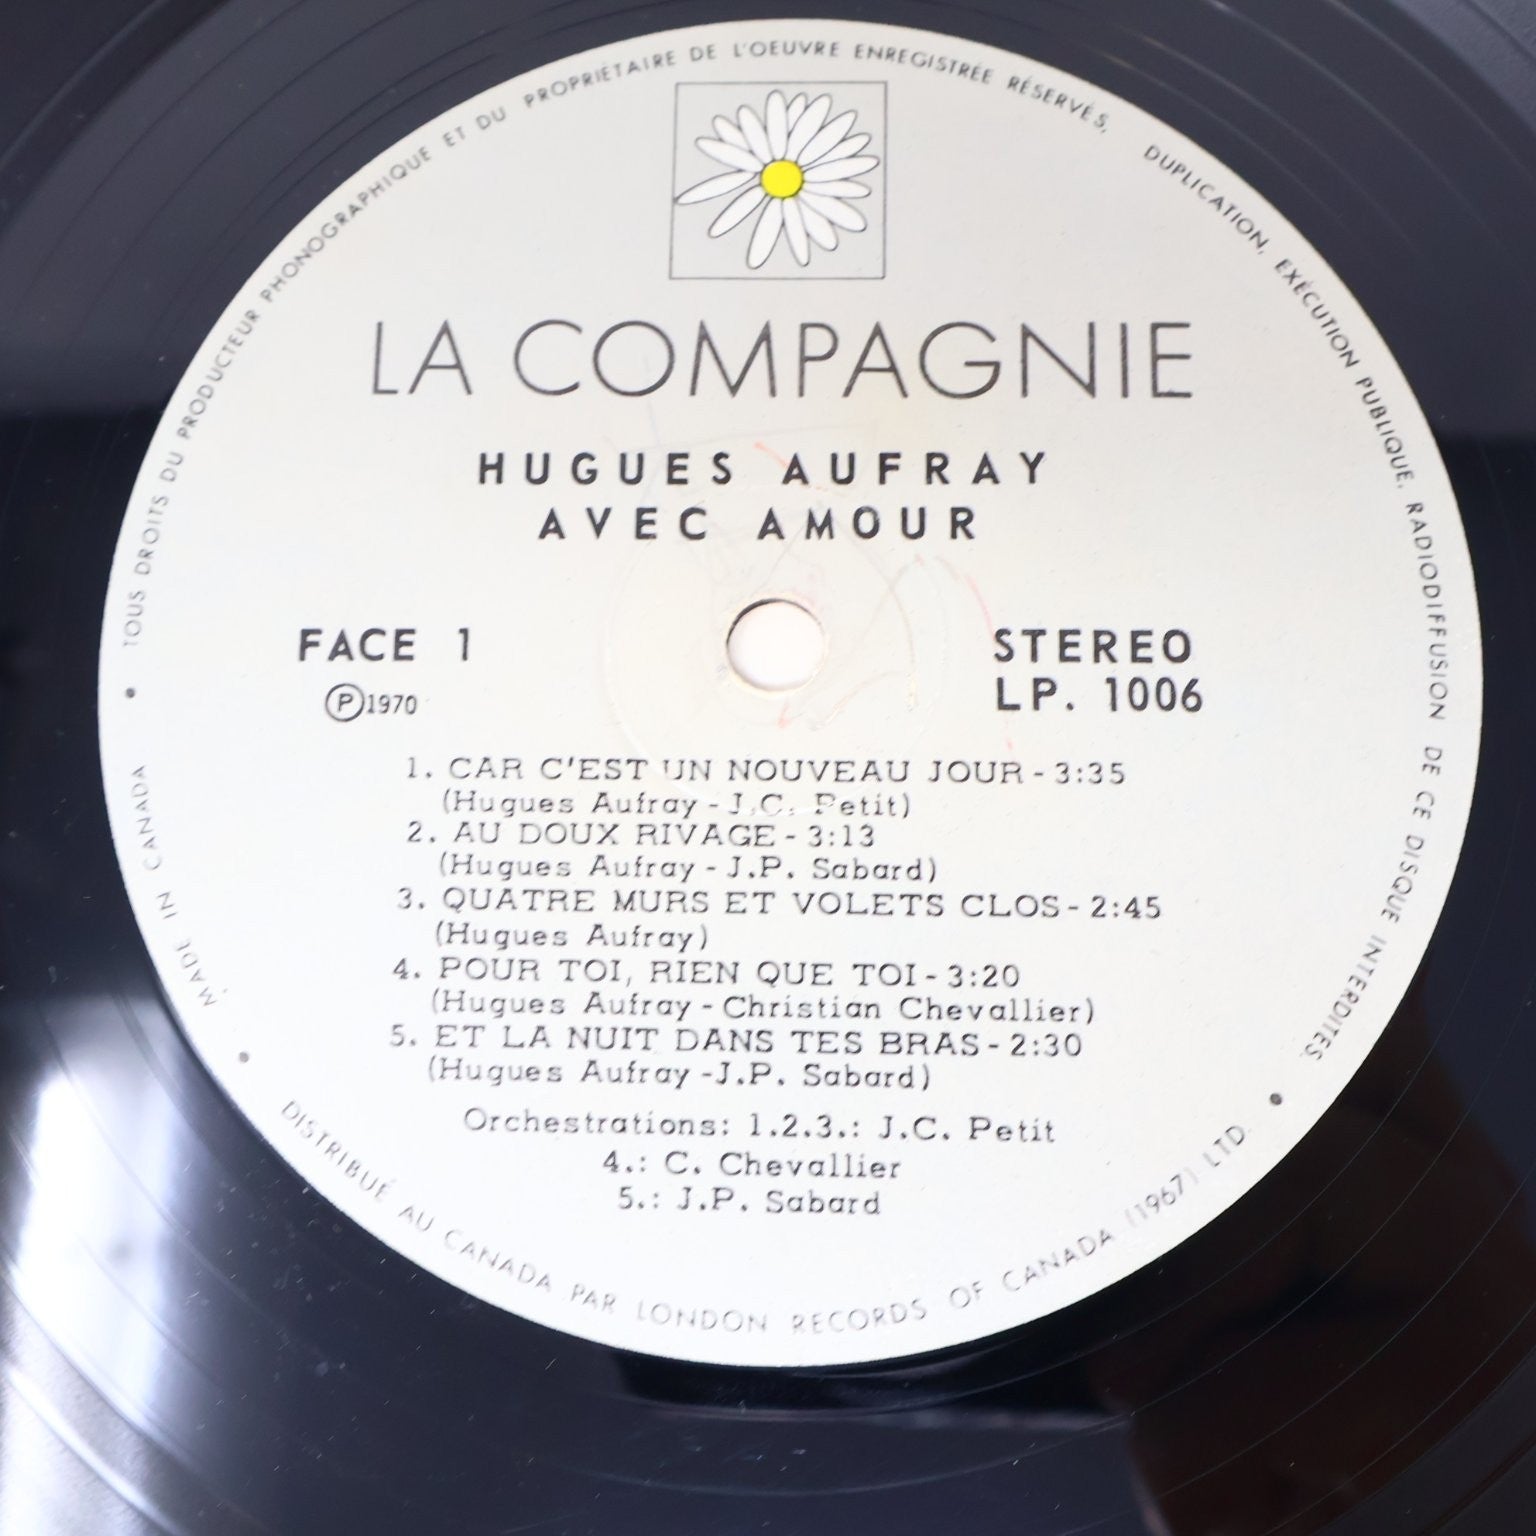 TOUS DROITS DU PRODUCTEUR PHONOGRAPHIQUE ET DU PROPRIÉTAIRE DE L'OEUVRE ENREGISTRÉE RÉSERVÉS, DUPLICATION, EXÉCUTION PUBLIQUE, RADIODIFFUSION DE CE DISQUE INTERDITES.
LA COMPAGNIE
HUGUES AUFRAY
AVEC AMOUR
FACE 1
Ⓟ1970
STEREO
LP. 1006
1. CAR C'EST UN NOUVEAU JOUR - 3:35
(Hugues Aufray - J.C. Petit)
2. AU DOUX RIVAGE - 3:13
(Hugues Aufray - J.P. Sabard)
3. QUATRE MURS ET VOLETS CLOS - 2:45
(Hugues Aufray)
4. POUR TOI, RIEN QUE TOI - 3:20
(Hugues Aufray - Christian Chevallier)
5. ET LA NUIT DANS TES BRAS - 2:30
(Hugues Aufray -J.P. Sabard)
Orchestrations: 1.2.3.: J.C. Petit
4.: C. Chevallier
5.: J.P. Sabard
MADE IN CANADA
• DISTRIBUÉ AU CANADA PAR LONDON RECORDS OF CANADA (1967) LTD. •